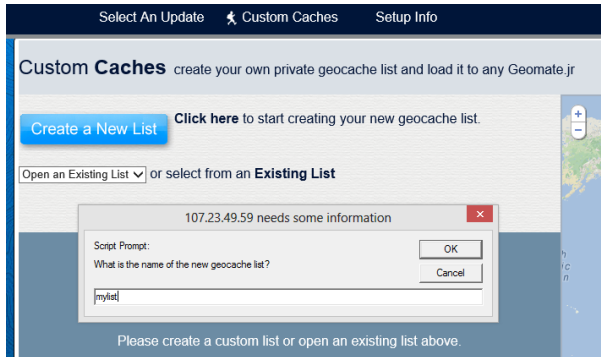 Select An Update Custom Caches Setup Info
Custom Caches create your own private geocache list and load it to any Geomate.jr
Create a New List Click here to start creating your new geocache list.
Open an Existing List or select from an Existing List
107.23.49.59 needs some information
Script Prompt:
What is the name of the new geocache list?
OK
Cancel
mylist
Please create a custom list or open an existing list above.